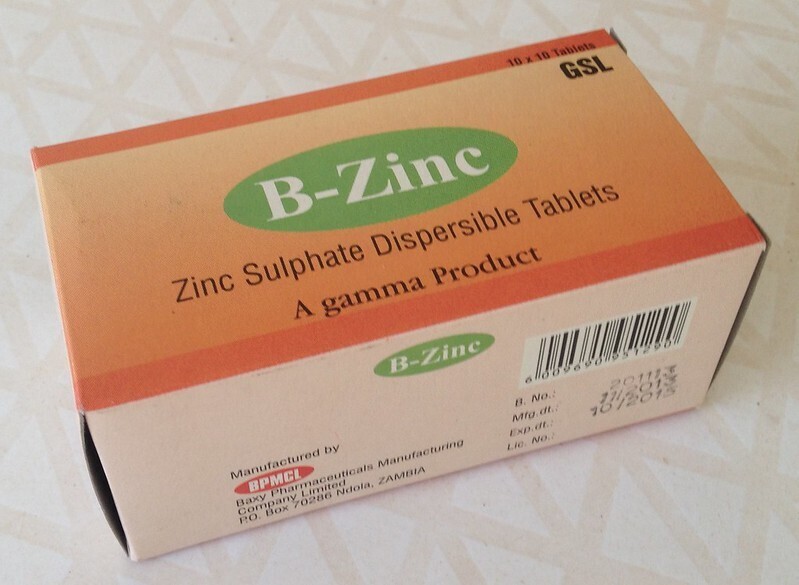 10 x 10 Tablets
GSL
B-Zinc
Zinc Sulphate Dispersible Tablets
A gamma Product
B-Zinc
Manufactured by
BPMCL
Baxy Pharmaceuticals Manufacturing
Company Limited
P.O. Box 70286 Ndola, ZAMBIA
B. No.:
Mfg.dt.:
Exp.dt.:
Lic. No.: